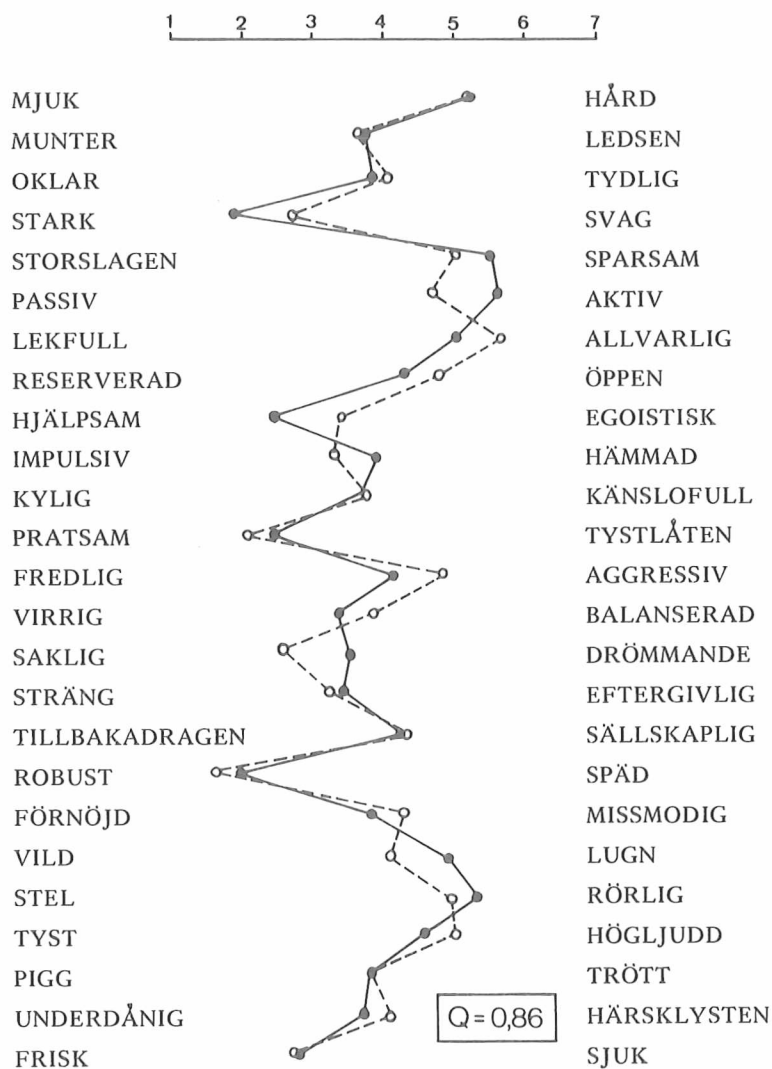 1 2 3 4 5 6 7
MJUK HÅRD
MUNTER LEDSEN
OKLAR TYDLIG
STARK SVAG
STORSLAGEN SPARSAM
PASSIV AKTIV
LEKFULL ALLVARLIG
RESERVERAD ÖPPEN
HJÄLPSAM EGOISTISK
IMPULSIV HÄMMAD
KYLIG KÄNSLOFULL
PRATSAM TYSTLÅTEN
FREDLIG AGGRESSIV
VIRRIG BALANSERAD
SAKLIG DRÖMMANDE
STRÄNG EFTERGIVLIG
TILLBAKADRAGEN SÄLLSKAPLIG
ROBUST SPÄD
FÖRNÖJD MISSMODIG
VILD LUGN
STEL RÖRLIG
TYST HÖGLJUDD
PIGG TRÖTT
UNDERDÅNIG Q = 0,86 HÄRSKLYSTEN
FRISK SJUK